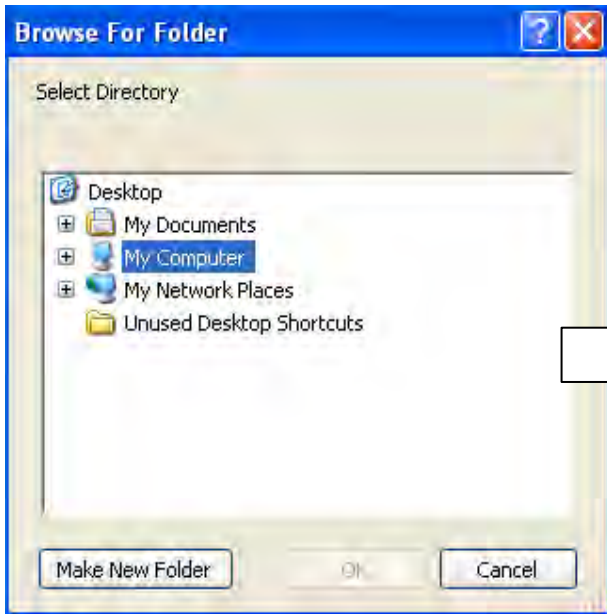 Browse For Folder
Select Directory
Desktop
My Documents
My Computer
My Network Places
Unused Desktop Shortcuts
Make New Folder OK Cancel